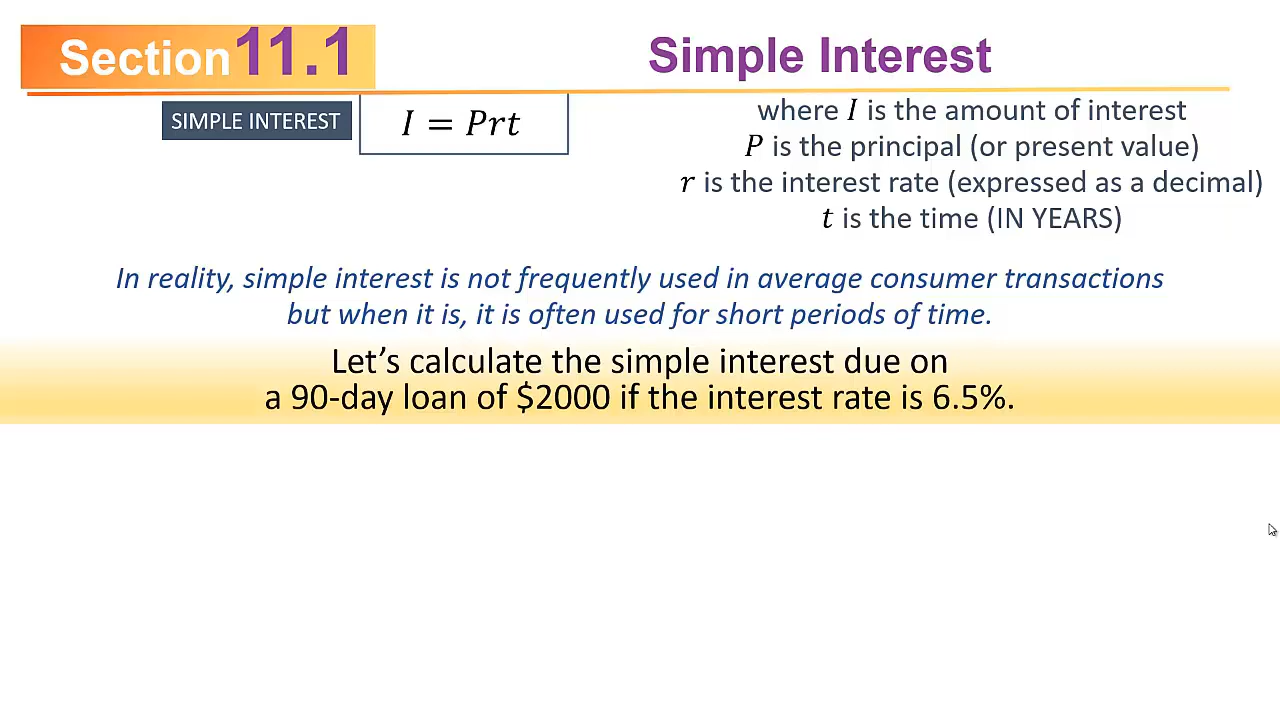 Section 11.1
Simple Interest
SIMPLE INTEREST
I = Prt
where I is the amount of interest
P is the principal (or present value)
r is the interest rate (expressed as a decimal)
t is the time (IN YEARS)
In reality, simple interest is not frequently used in average consumer transactions
but when it is, it is often used for short periods of time.
Let’s calculate the simple interest due on
a 90-day loan of $2000 if the interest rate is 6.5%.